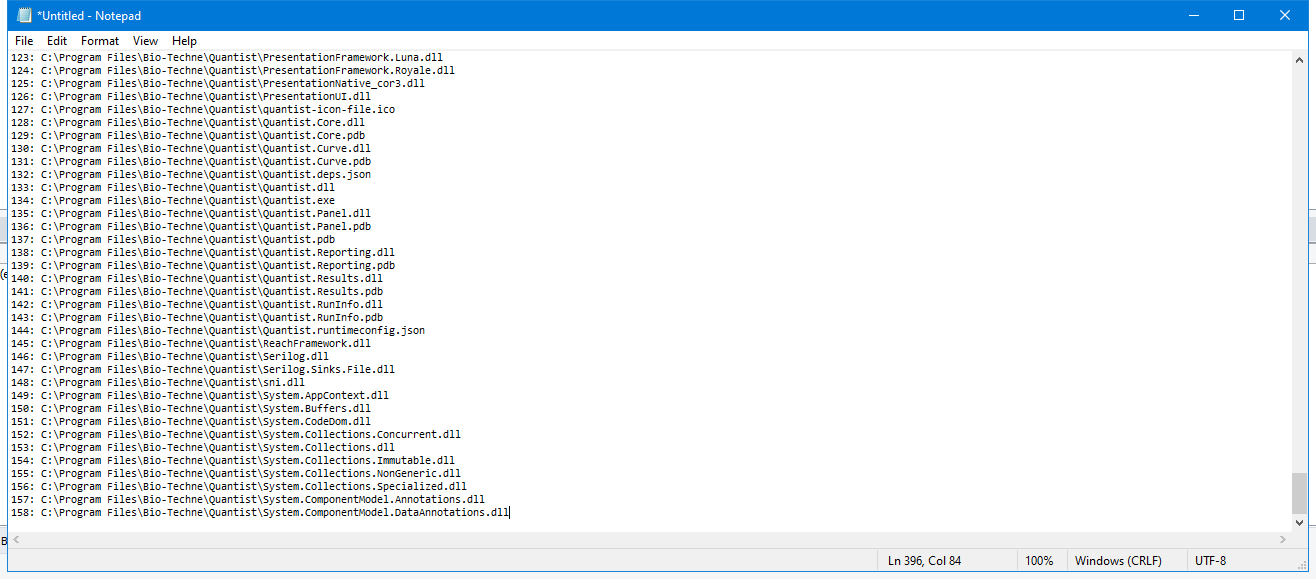 *Untitled - Notepad
File Edit Format View Help
123: C:\Program Files\Bio-Techne\Quantist\PresentationFramework.Luna.dll
124: C:\Program Files\Bio-Techne\Quantist\PresentationFramework.Royale.dll
125: C:\Program Files\Bio-Techne\Quantist\PresentationNative_cor3.dll
126: C:\Program Files\Bio-Techne\Quantist\PresentationUI.dll
127: C:\Program Files\Bio-Techne\Quantist\quantist-icon-file.ico
128: C:\Program Files\Bio-Techne\Quantist\Quantist.Core.dll
129: C:\Program Files\Bio-Techne\Quantist\Quantist.Core.pdb
130: C:\Program Files\Bio-Techne\Quantist\Quantist.Curve.dll
131: C:\Program Files\Bio-Techne\Quantist\Quantist.Curve.pdb
132: C:\Program Files\Bio-Techne\Quantist\Quantist.deps.json
133: C:\Program Files\Bio-Techne\Quantist\Quantist.dll
134: C:\Program Files\Bio-Techne\Quantist\Quantist.exe
135: C:\Program Files\Bio-Techne\Quantist\Quantist.Panel.dll
136: C:\Program Files\Bio-Techne\Quantist\Quantist.Panel.pdb
137: C:\Program Files\Bio-Techne\Quantist\Quantist.pdb
138: C:\Program Files\Bio-Techne\Quantist\Quantist.Reporting.dll
139: C:\Program Files\Bio-Techne\Quantist\Quantist.Reporting.pdb
140: C:\Program Files\Bio-Techne\Quantist\Quantist.Results.dll
141: C:\Program Files\Bio-Techne\Quantist\Quantist.Results.pdb
142: C:\Program Files\Bio-Techne\Quantist\Quantist.RunInfo.dll
143: C:\Program Files\Bio-Techne\Quantist\Quantist.RunInfo.pdb
144: C:\Program Files\Bio-Techne\Quantist\Quantist.runtimeconfig.json
145: C:\Program Files\Bio-Techne\Quantist\ReachFramework.dll
146: C:\Program Files\Bio-Techne\Quantist\Serilog.dll
147: C:\Program Files\Bio-Techne\Quantist\Serilog.Sinks.File.dll
148: C:\Program Files\Bio-Techne\Quantist\sni.dll
149: C:\Program Files\Bio-Techne\Quantist\System.AppContext.dll
150: C:\Program Files\Bio-Techne\Quantist\System.Buffers.dll
151: C:\Program Files\Bio-Techne\Quantist\System.CodeDom.dll
152: C:\Program Files\Bio-Techne\Quantist\System.Collections.Concurrent.dll
153: C:\Program Files\Bio-Techne\Quantist\System.Collections.dll
154: C:\Program Files\Bio-Techne\Quantist\System.Collections.Immutable.dll
155: C:\Program Files\Bio-Techne\Quantist\System.Collections.NonGeneric.dll
156: C:\Program Files\Bio-Techne\Quantist\System.Collections.Specialized.dll
157: C:\Program Files\Bio-Techne\Quantist\System.ComponentModel.Annotations.dll
158: C:\Program Files\Bio-Techne\Quantist\System.ComponentModel.DataAnnotations.dll
Ln 396, Col 84 100% Windows (CRLF) UTF-8